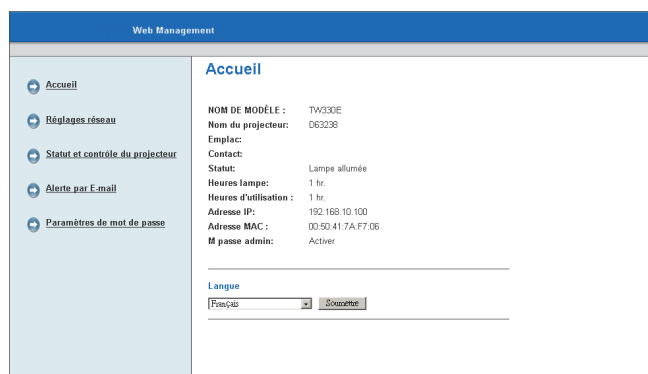 Web Management
Accueil
Réglages réseau
Statut et contrôle du projecteur
Alerte par E-mail
Paramètres de mot de passe
Accueil
NOM DE MODÈLE : TW330E
Nom du projecteur: D63238
Emplac:
Contact:
Statut: Lampe allumée
Heures lampe: 1 hr.
Heures d'utilisation : 1 hr.
Adresse IP: 192.168.10.100
Adresse MAC : 00:50:41:7A:F7:06
M passe admin: Activer
Langue
Français Soumettre